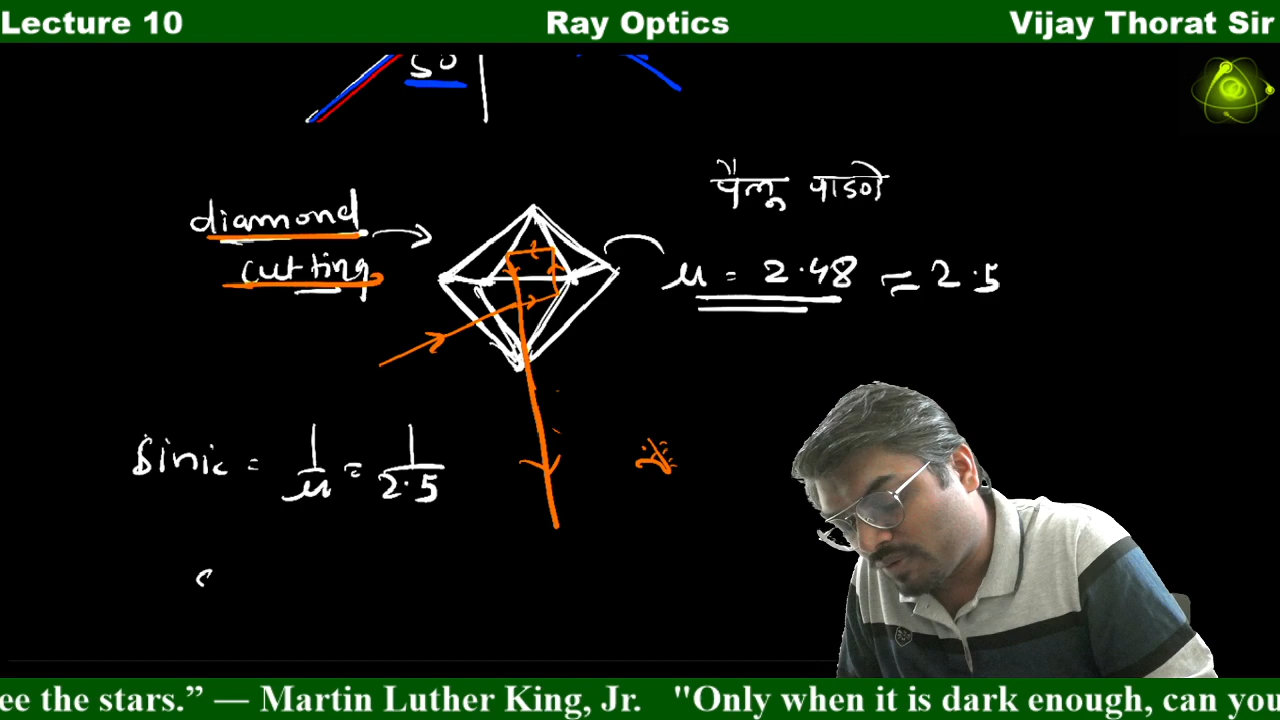 Lecture 10 Ray Optics Vijay Thorat Sir
50
पैलू पाडणे
diamond
cutting
μ = 2.48 = 2.5
Sin ic = 1/μ = 1/2.5
ee the stars.” — Martin Luther King, Jr. "Only when it is dark enough, can you